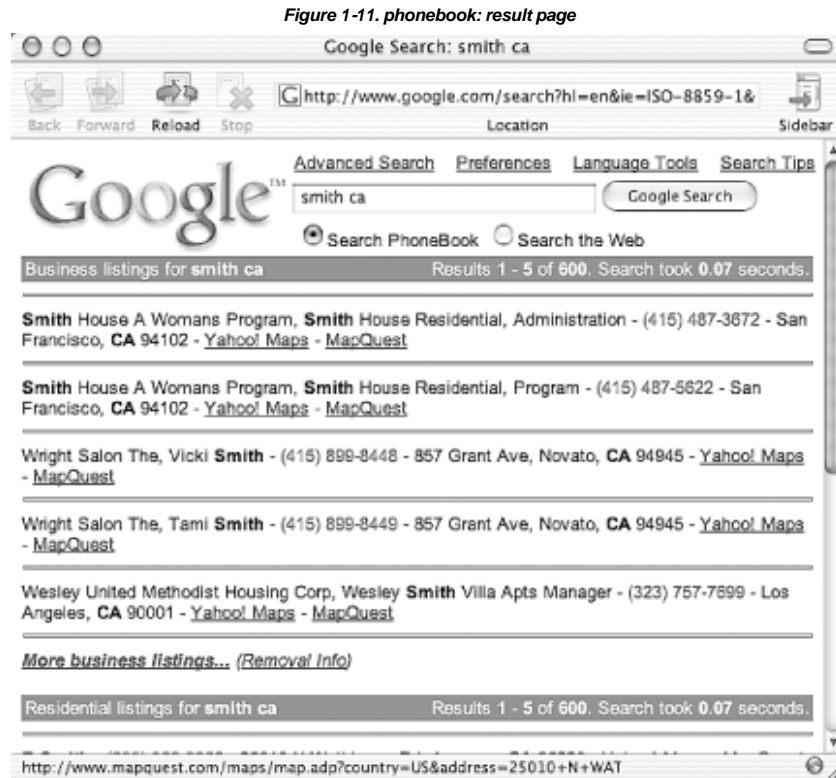 Figure 1-11. phonebook: result page
Google Search: smith ca
Back Forward Reload Stop
http://www.google.com/search?hl=en&ie=ISO-8859-1&
Location
Sidebar
Google™
Advanced Search Preferences Language Tools Search Tips
smith ca
Google Search
Search PhoneBook Search the Web
Business listings for smith ca Results 1 - 5 of 600. Search took 0.07 seconds.
Smith House A Womans Program, Smith House Residential, Administration - (415) 487-3672 - San
Francisco, CA 94102 - Yahoo! Maps - MapQuest
Smith House A Womans Program, Smith House Residential, Program - (415) 487-5622 - San
Francisco, CA 94102 - Yahoo! Maps - MapQuest
Wright Salon The, Vicki Smith - (415) 899-8448 - 857 Grant Ave, Novato, CA 94945 - Yahoo! Maps
- MapQuest
Wright Salon The, Tami Smith - (415) 899-8449 - 857 Grant Ave, Novato, CA 94945 - Yahoo! Maps
- MapQuest
Wesley United Methodist Housing Corp, Wesley Smith Villa Apts Manager - (323) 757-7699 - Los
Angeles, CA 90001 - Yahoo! Maps - MapQuest
More business listings... (Removal Info)
Residential listings for smith ca Results 1 - 5 of 600. Search took 0.07 seconds.
http://www.mapquest.com/maps/map.adp?country=US&address=25010+N+WAT